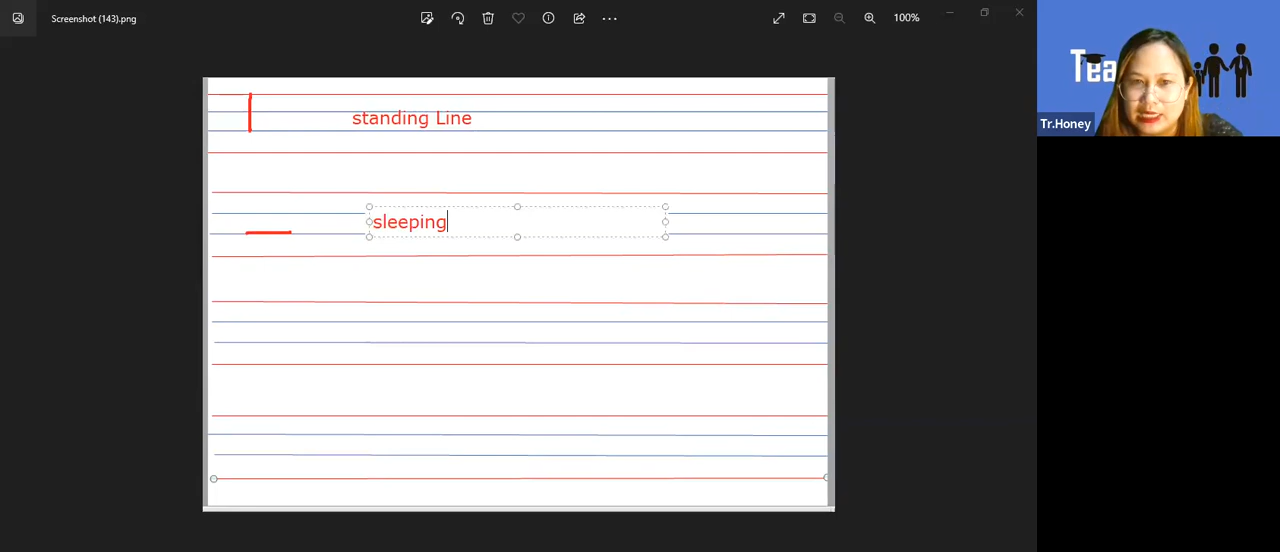 Screenshot (143).png
100%
standing Line
sleeping
Tea
Tr.Honey